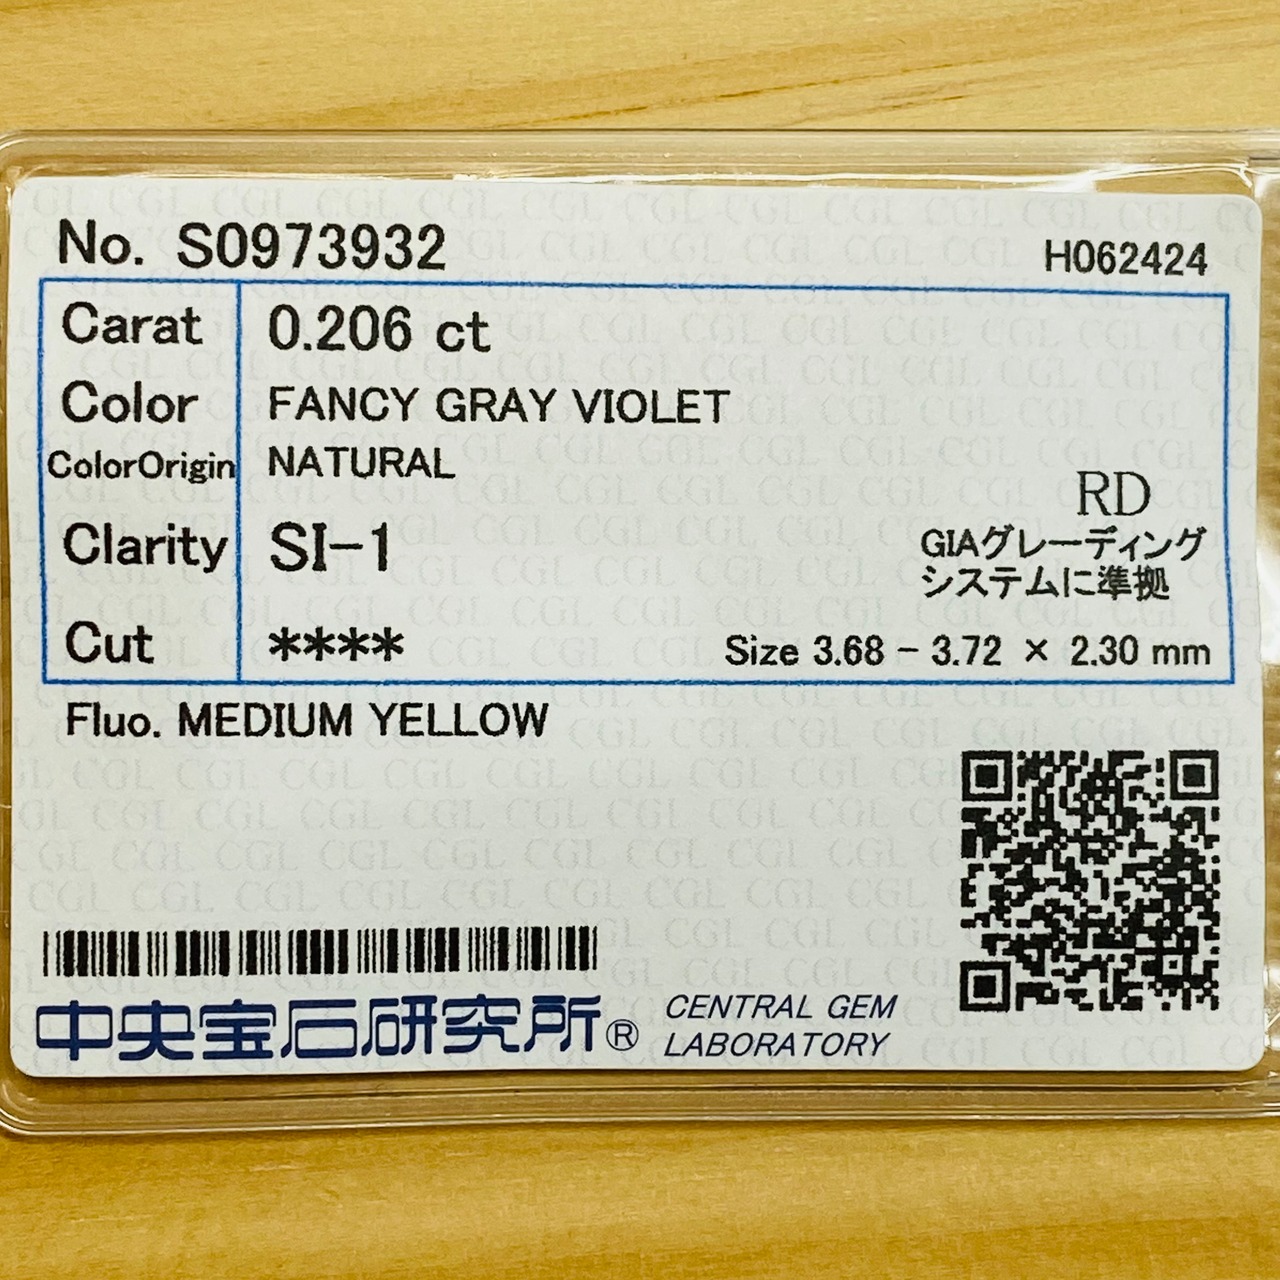 No. S0973932 H062424
Carat 0.206 ct
Color FANCY GRAY VIOLET
ColorOrigin NATURAL
RD
Clarity SI-1
GIAグレーディング
システムに準拠
Cut **** Size 3.68 - 3.72 × 2.30 mm
Fluo. MEDIUM YELLOW
中央宝石研究所® CENTRAL GEM
LABORATORY